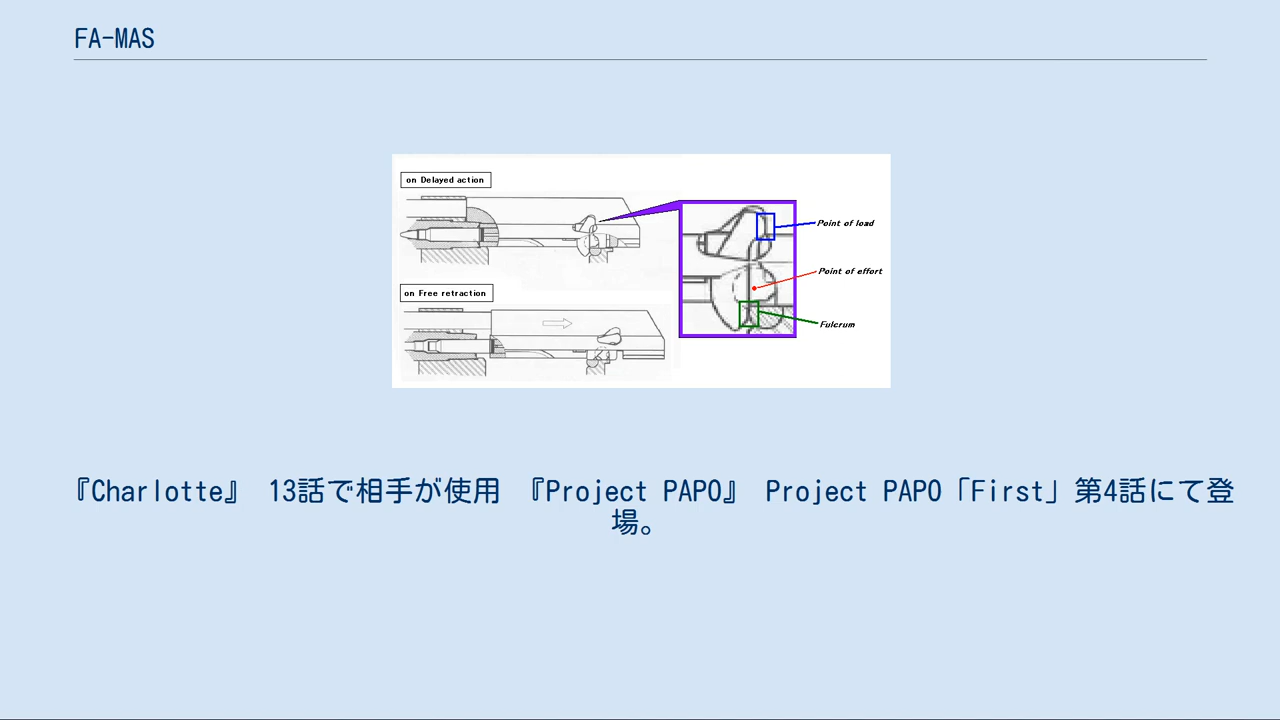 FA-MAS
on Delayed action
Point of load
Point of effort
on Free retraction
Fulcrum
『Charlotte』 13話で相手が使用 『Project PAPO』 Project PAPO「First」第4話にて登
場。